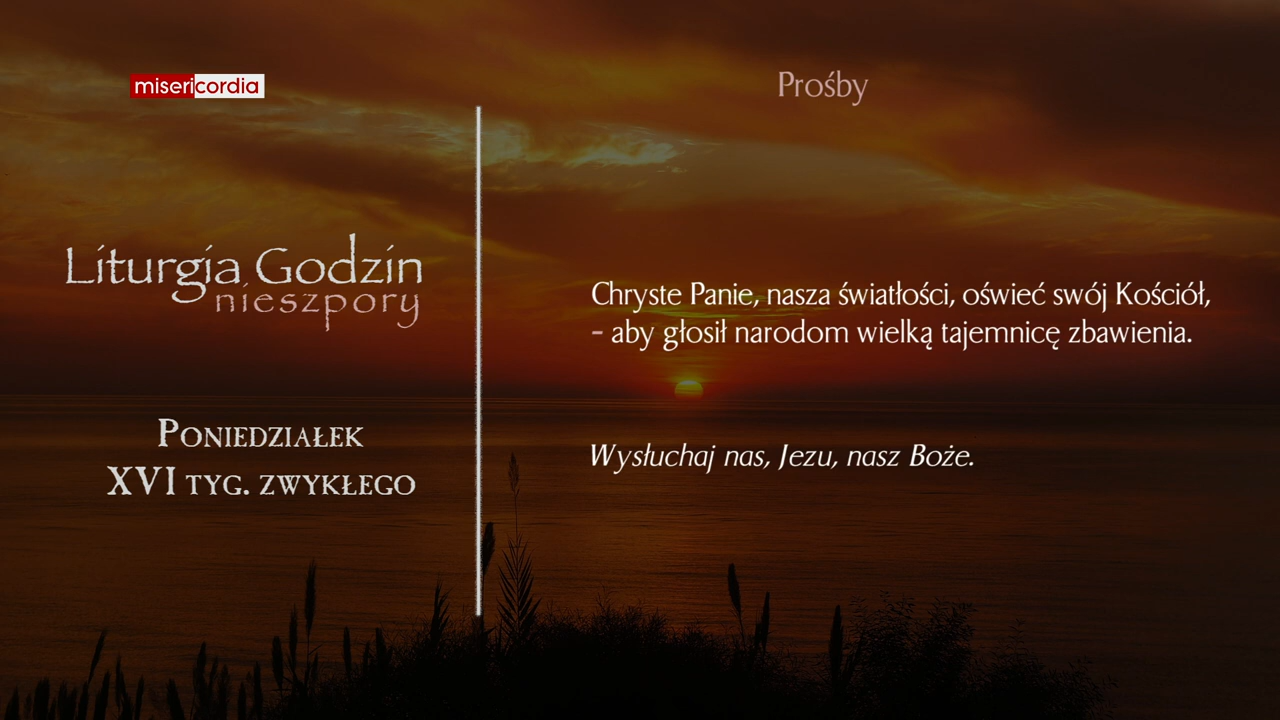 misericordia
Liturgia Godzin
nieszpory
Poniedziałek
XVI tyg. zwykłego
Prośby
Chryste Panie, nasza światłości, oświeć swój Kościół,
- aby głosił narodom wielką tajemnicę zbawienia.
Wysłuchaj nas, Jezu, nasz Boże.